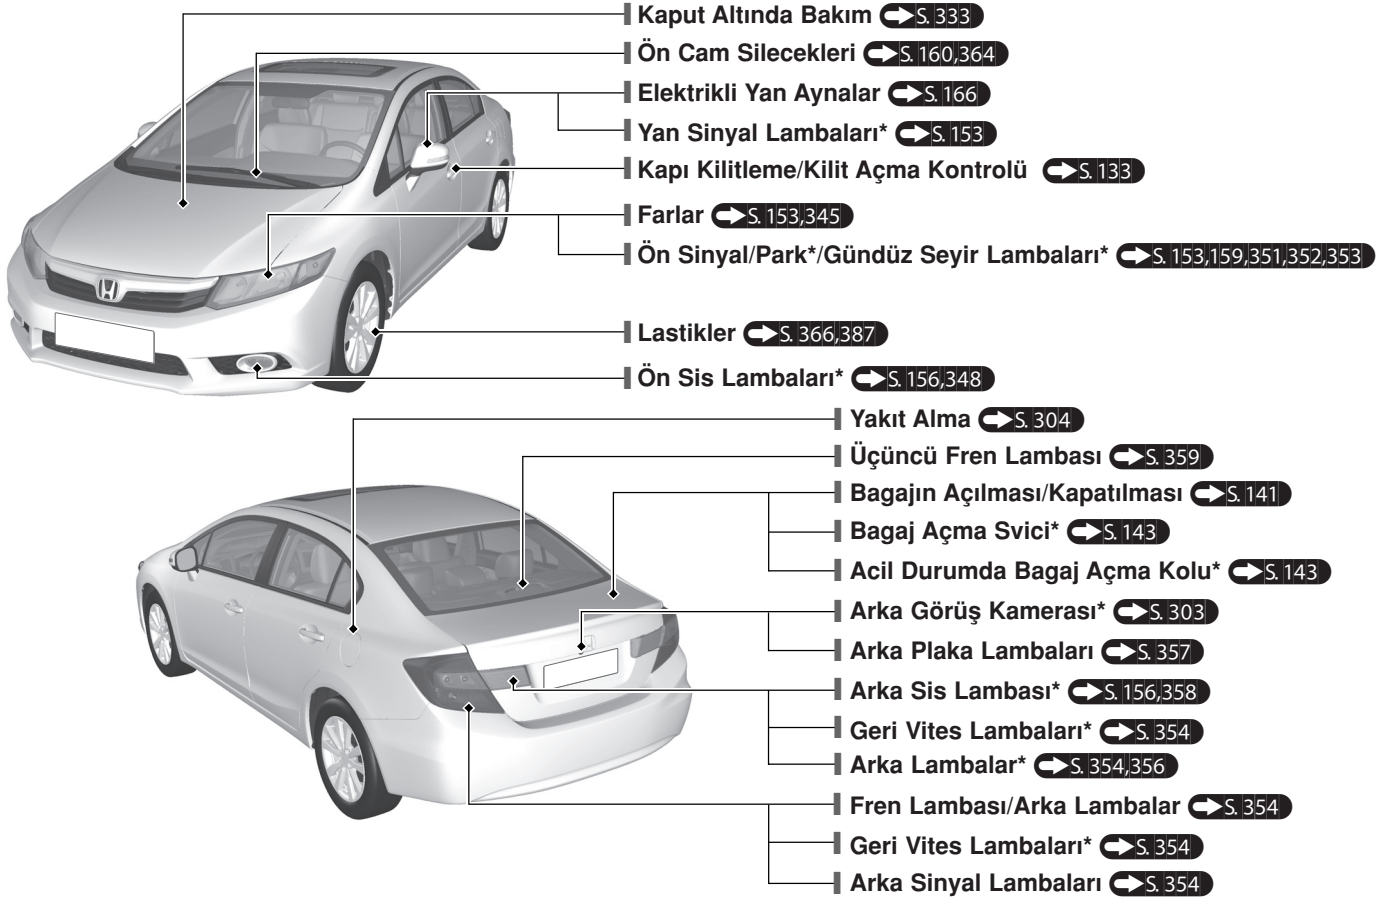 Kaput Altında Bakım S. 333
Ön Cam Silecekleri S. 160,364
Elektrikli Yan Aynalar S. 166
Yan Sinyal Lambaları* S. 153
Kapı Kilitleme/Kilit Açma Kontrolü S. 133
Farlar S. 153,345
Ön Sinyal/Park*/Gündüz Seyir Lambaları* S. 153,159,351,352,353
Lastikler S. 366,387
Ön Sis Lambaları* S. 156,348
Yakıt Alma S. 304
Üçüncü Fren Lambası S. 359
Bagajın Açılması/Kapatılması S. 141
Bagaj Açma Svici* S. 143
Acil Durumda Bagaj Açma Kolu* S. 143
Arka Görüş Kamerası* S. 303
Arka Plaka Lambaları S. 357
Arka Sis Lambası* S. 156,358
Geri Vites Lambaları* S. 354
Arka Lambalar* S. 354,356
Fren Lambası/Arka Lambalar S. 354
Geri Vites Lambaları* S. 354
Arka Sinyal Lambaları S. 354